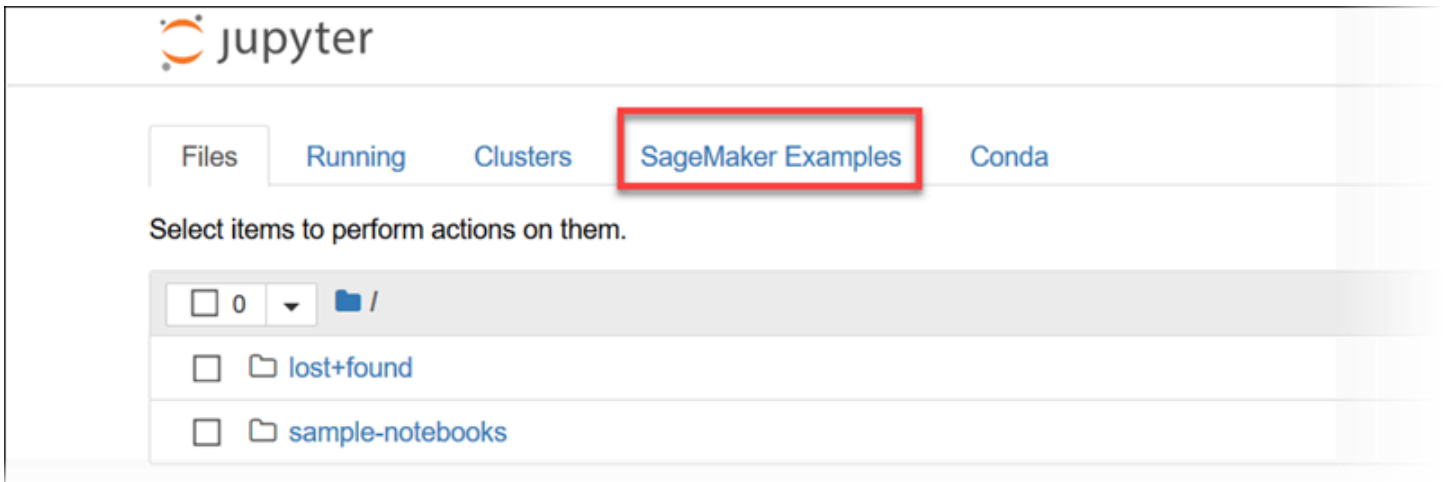 jupyter
Files Running Clusters SageMaker Examples Conda
Select items to perform actions on them.
0 /
lost+found
sample-notebooks